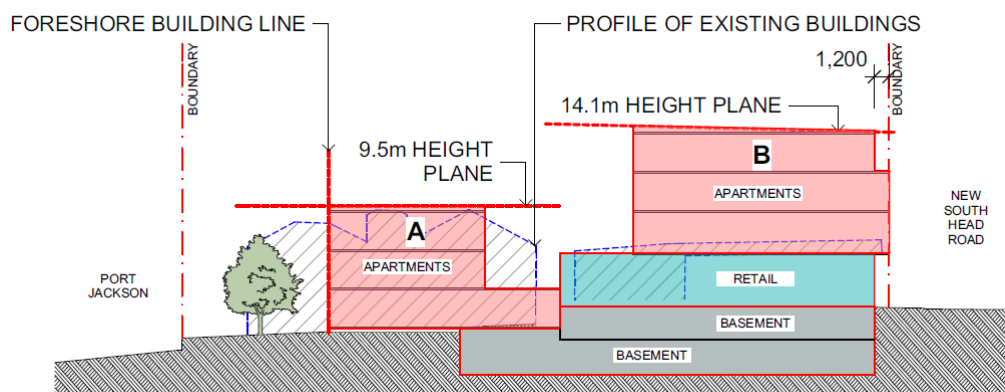 FORESHORE BUILDING LINE
PROFILE OF EXISTING BUILDINGS
BOUNDARY
1,200
BOUNDARY
14.1m HEIGHT PLANE
9.5m HEIGHT
PLANE
B
APARTMENTS
NEW
SOUTH
HEAD
ROAD
A
APARTMENTS
PORT
JACKSON
RETAIL
BASEMENT
BASEMENT